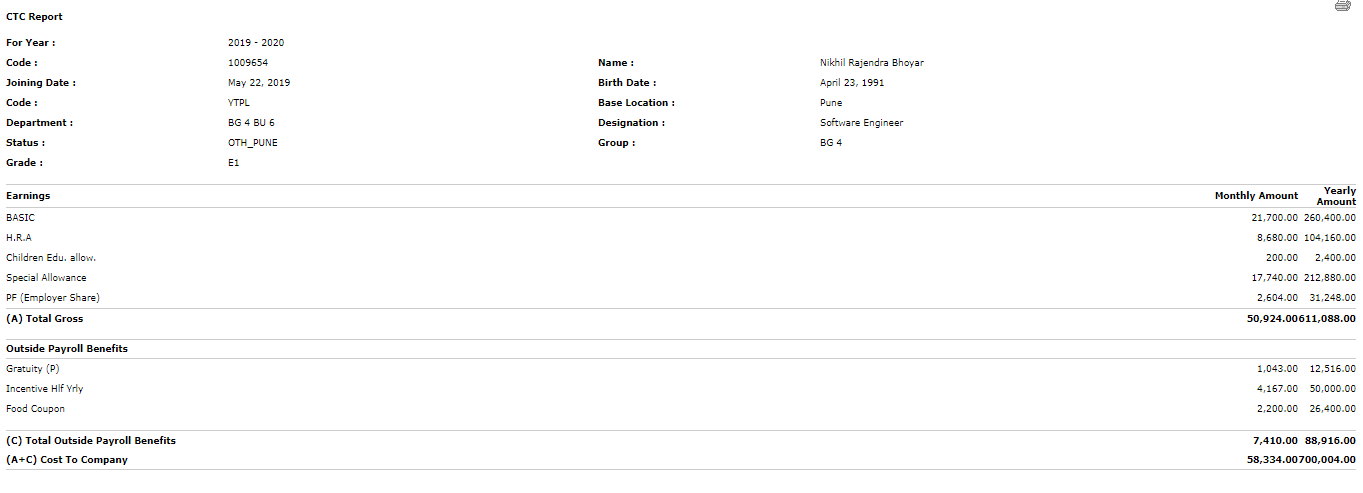 CTC Report
For Year : 2019 - 2020
Code : 1009654 Name : Nikhil Rajendra Bhoyar
Joining Date : May 22, 2019 Birth Date : April 23, 1991
Code : YTPL Base Location : Pune
Department : BG 4 BU 6 Designation : Software Engineer
Status : OTH_PUNE Group : BG 4
Grade : E1
Earnings Monthly Amount Yearly Amount
BASIC 21,700.00 260,400.00
H.R.A 8,680.00 104,160.00
Children Edu. allow. 200.00 2,400.00
Special Allowance 17,740.00 212,880.00
PF (Employer Share) 2,604.00 31,248.00
(A) Total Gross 50,924.00 611,088.00
Outside Payroll Benefits
Gratuity (P) 1,043.00 12,516.00
Incentive Hlf Yrly 4,167.00 50,000.00
Food Coupon 2,200.00 26,400.00
(C) Total Outside Payroll Benefits 7,410.00 88,916.00
(A+C) Cost To Company 58,334.00 700,004.00